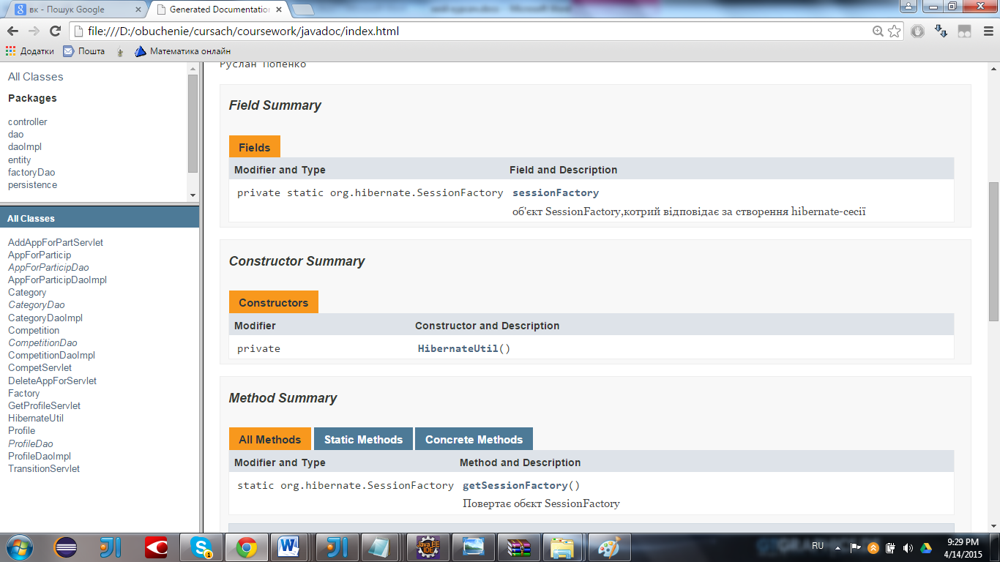 вк - Пошук Google
Generated Documentation
file:///D:/obuchenie/cursach/coursework/javadoc/index.html
Додатки Пошта Математика онлайн
All Classes
Packages
controller
dao
daoImpl
entity
factoryDao
persistence
All Classes
AddAppForPartServlet
AppForParticip
AppForParticipDao
AppForParticipDaoImpl
Category
CategoryDao
CategoryDaoImpl
Competition
CompetitionDao
CompetitionDaoImpl
CompetServlet
DeleteAppForServlet
Factory
GetProfileServlet
HibernateUtil
Profile
ProfileDao
ProfileDaoImpl
TransitionServlet
Руслан Попенко
Field Summary
Fields
Modifier and Type Field and Description
private static org.hibernate.SessionFactory sessionFactory
об'єкт SessionFactory,котрий відповідає за створення hibernate-сесії
Constructor Summary
Constructors
Modifier Constructor and Description
private HibernateUtil()
Method Summary
All Methods Static Methods Concrete Methods
Modifier and Type Method and Description
static org.hibernate.SessionFactory getSessionFactory()
Повертає обєкт SessionFactory
Java EE
IDE
RU
9:29 PM
4/14/2015